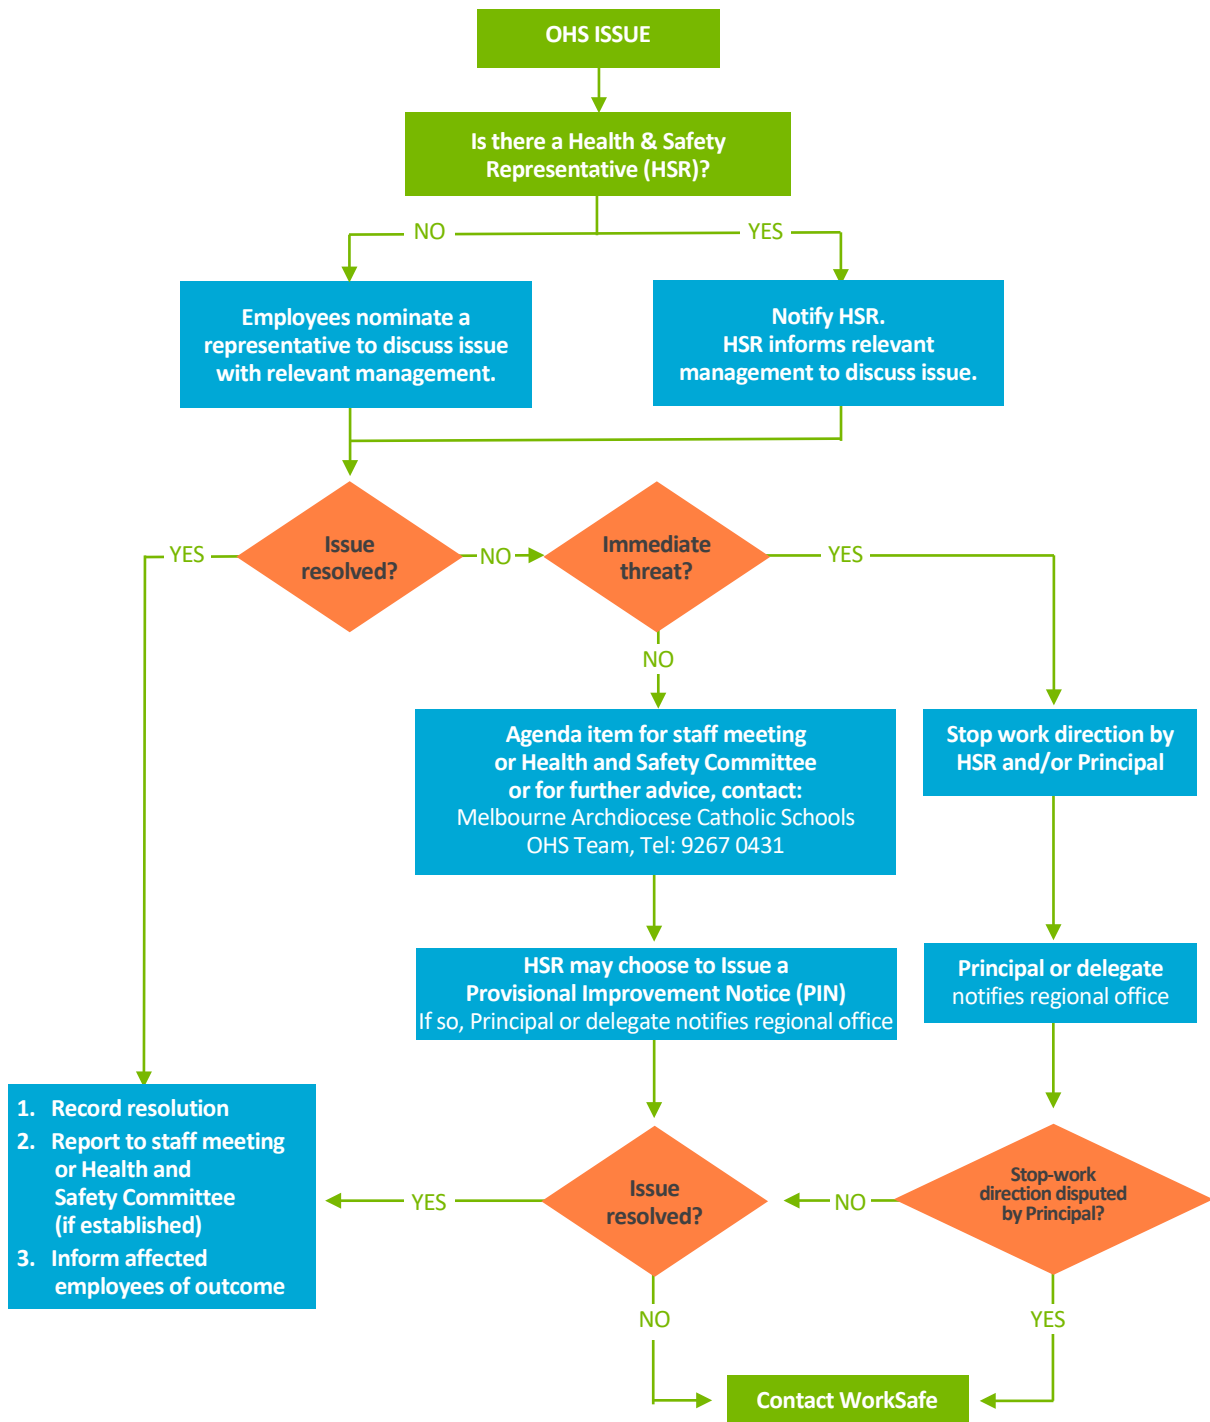 OHS ISSUE
Is there a Health & Safety
Representative (HSR)?
NO
YES
Employees nominate a
representative to discuss issue
with relevant management.
Notify HSR.
HSR informs relevant
management to discuss issue.
YES
Issue
resolved?
NO
Immediate
threat?
YES
NO
Agenda item for staff meeting
or Health and Safety Committee
or for further advice, contact:
Melbourne Archdiocese Catholic Schools
OHS Team, Tel: 9267 0431
Stop work direction by
HSR and/or Principal
HSR may choose to Issue a
Provisional Improvement Notice (PIN)
If so, Principal or delegate notifies regional office
Principal or delegate
notifies regional office
1. Record resolution
2. Report to staff meeting
or Health and
Safety Committee
(if established)
3. Inform affected
employees of outcome
YES
Issue
resolved?
NO
Stop-work
direction disputed
by Principal?
NO
YES
Contact WorkSafe